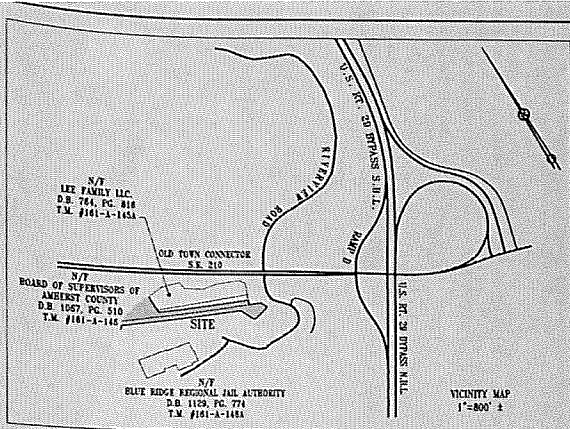 N/F
LEE FAMILY LLC.
D.B. 764, PG. 816
T.M. #161-A-145A
OLD TOWN CONNECTOR
S.R. 210
N/F
BOARD OF SUPERVISORS OF
AMHERST COUNTY
D.B. 1057, PG. 510
T.M. #161-A-145
SITE
N/F
BLUE RIDGE REGIONAL JAIL AUTHORITY
D.B. 1129, PG. 774
T.M. #161-A-148A
RIVERVIEW ROAD
U.S. RT. 29 BYPASS S.B.L.
RAMP D
U.S. RT. 29 BYPASS N.B.L.
VICINITY MAP
1"=800' ±